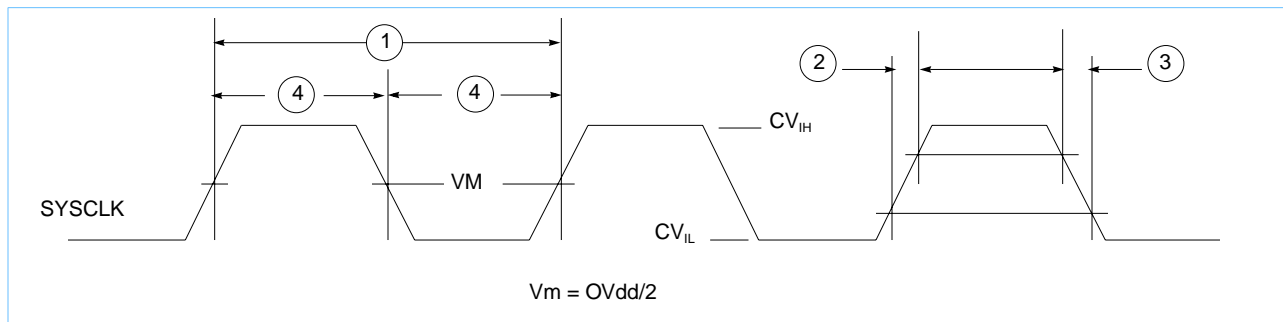 1
2
3
4
4
CV_IH
VM
SYSCLK
CV_IL
Vm = OVdd/2